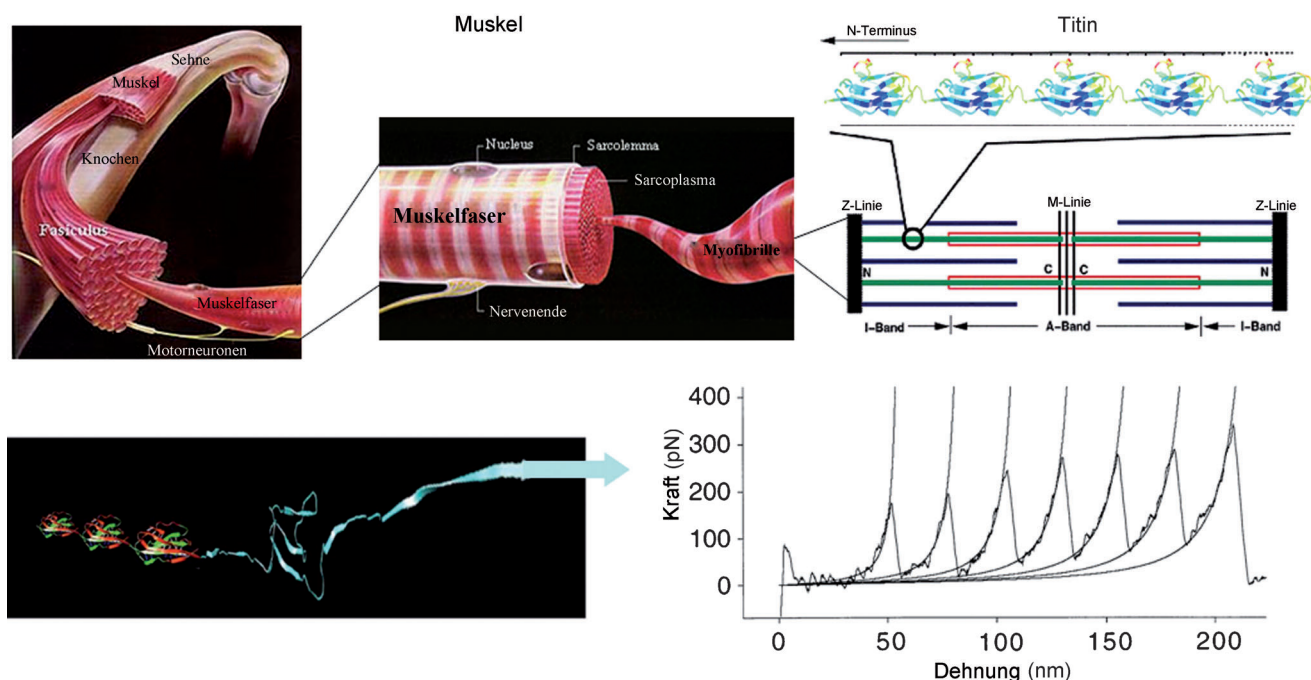 Muskel
Sehne
Muskel
Knochen
Fasiculus
Muskelfaser
Motorneuronen
Nucleus
Sarcolemma
Sarcoplasma
Muskelfaser
Myofibrille
Nervenende
Titin
N-Terminus
Z-Linie
M-Linie
Z-Linie
N
C
C
N
I-Band
A-Band
I-Band
Kraft (pN)
400
300
200
100
0
0
50
100
150
200
Dehnung (nm)